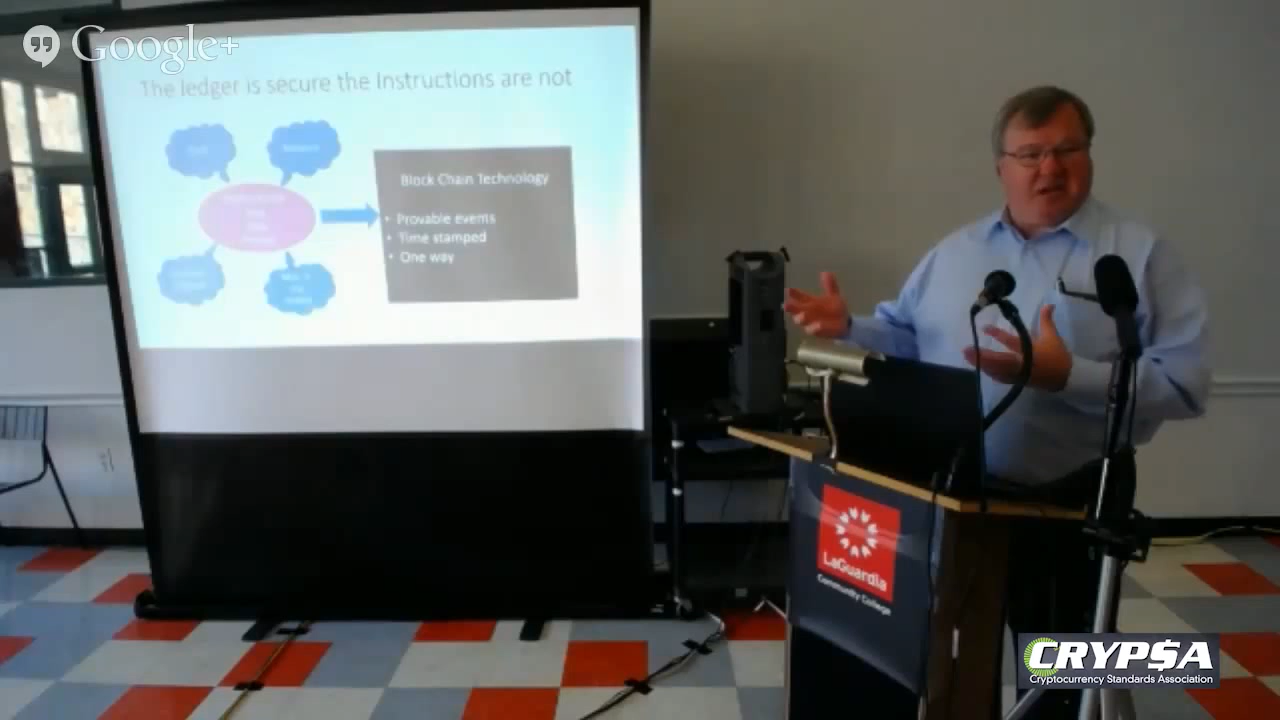 Google+
The ledger is secure the Instructions are not
Block Chain Technology
• Provable events
• Time stamped
• One way
LaGuardia
Community College
CRYP$A
Cryptocurrency Standards Association